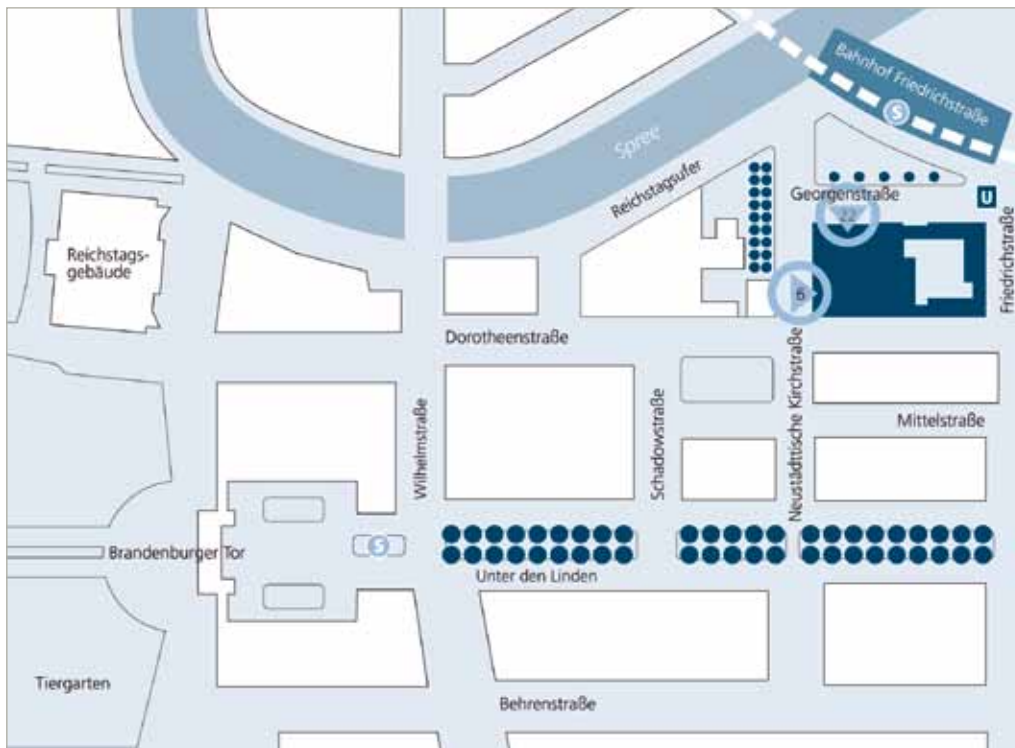 Bahnhof Friedrichstraße
S
Spree
Reichstagsufer
Georgenstraße
U
22
Friedrichstraße
Reichstags-
gebäude
6
Dorotheenstraße
Neustädttische Kirchstraße
Wilhelmstraße
Schadowstraße
Mittelstraße
Brandenburger Tor
S
Unter den Linden
Tiergarten
Behrenstraße